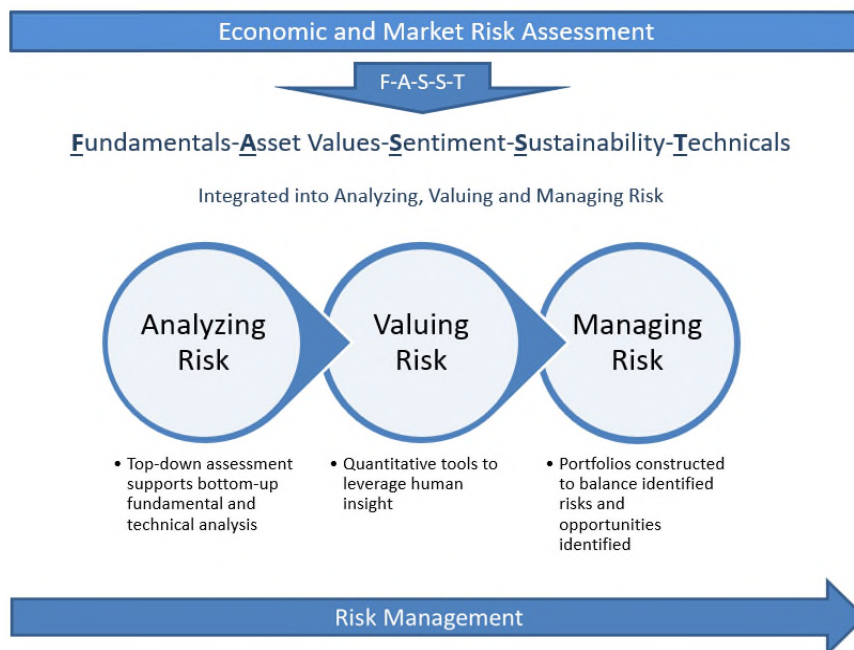 Economic and Market Risk Assessment
F-A-S-S-T
Fundamentals-Asset Values-Sentiment-Sustainability-Technicals
Integrated into Analyzing, Valuing and Managing Risk
Analyzing
Risk
Valuing
Risk
Managing
Risk
• Top-down assessment
supports bottom-up
fundamental and
technical analysis
• Quantitative tools to
leverage human
insight
• Portfolios constructed
to balance identified
risks and
opportunities
identified
Risk Management